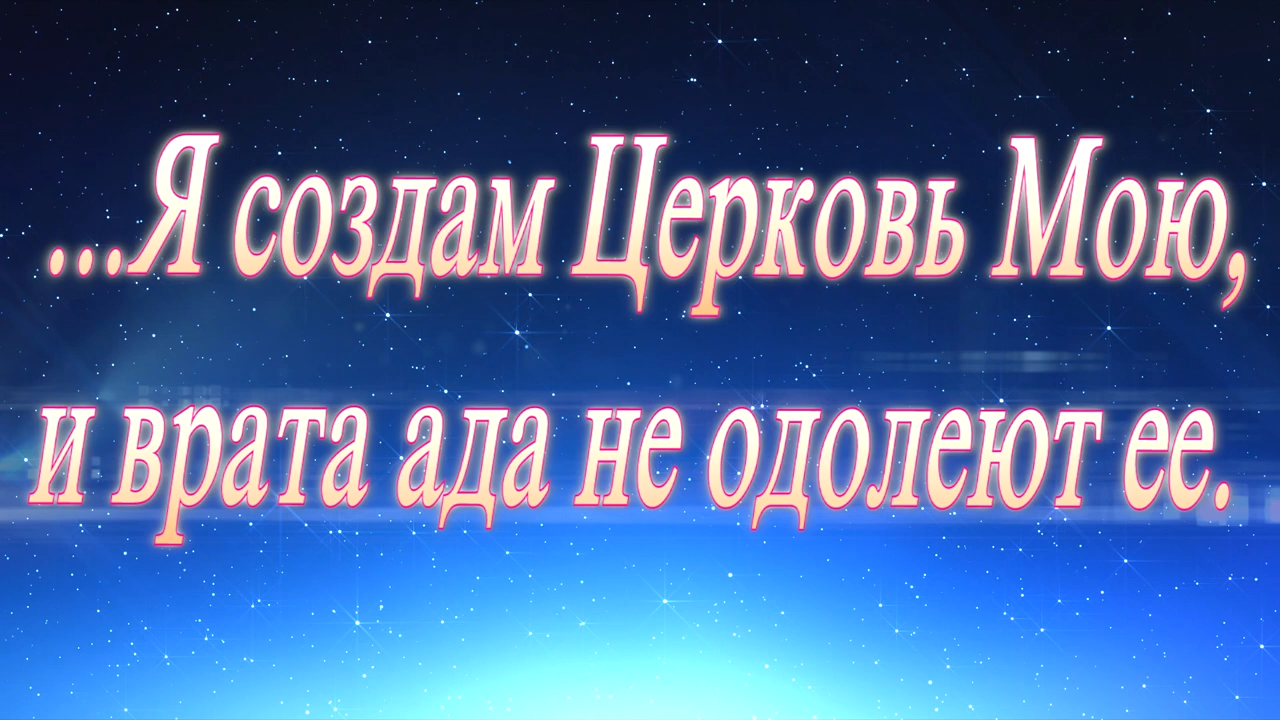 ...Я создам Церковь Мою,
и врата ада не одолеют ее.